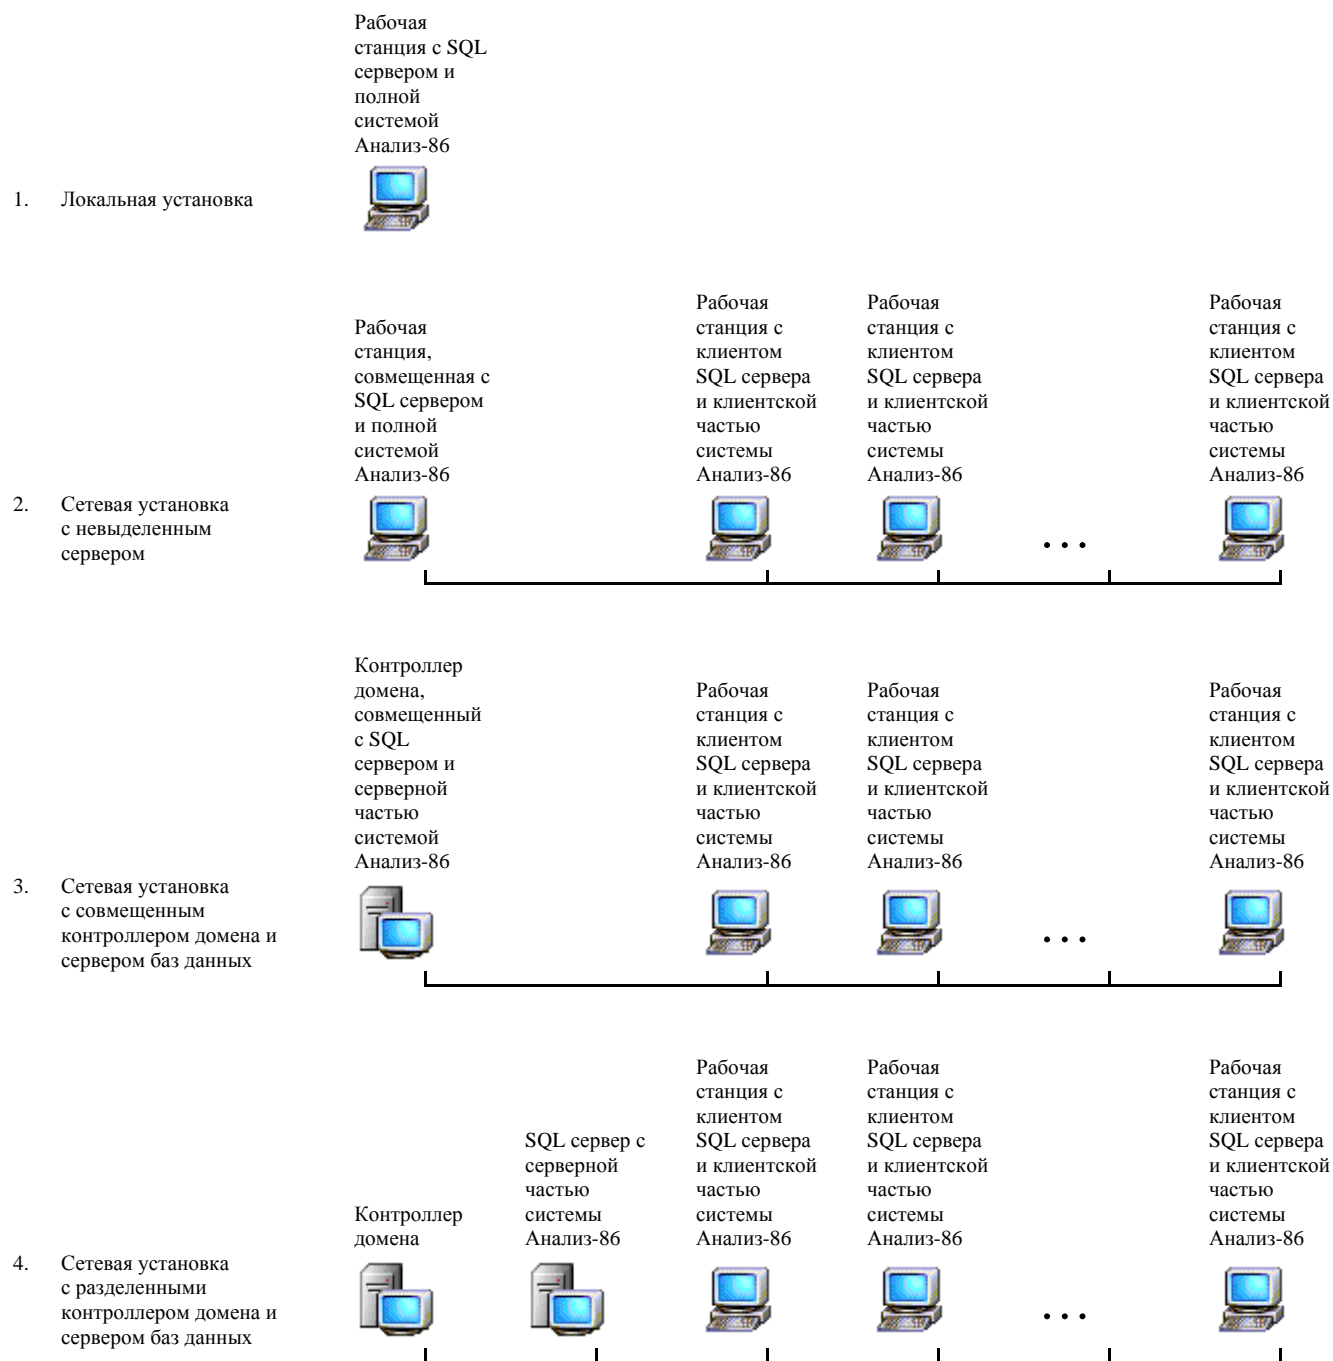 Рабочая
станция с SQL
сервером и
полной
системой
Анализ-86
1. Локальная установка
Рабочая
станция,
совмещенная с
SQL сервером
и полной
системой
Анализ-86
Рабочая
станция с
клиентом
SQL сервера
и клиентской
частью
системы
Анализ-86
Рабочая
станция с
клиентом
SQL сервера
и клиентской
частью
системы
Анализ-86
Рабочая
станция с
клиентом
SQL сервера
и клиентской
частью
системы
Анализ-86
2. Сетевая установка
с невыделенным
сервером
. . .
Контроллер
домена,
совмещенный
с SQL
сервером и
серверной
частью
системой
Анализ-86
Рабочая
станция с
клиентом
SQL сервера
и клиентской
частью
системы
Анализ-86
Рабочая
станция с
клиентом
SQL сервера
и клиентской
частью
системы
Анализ-86
Рабочая
станция с
клиентом
SQL сервера
и клиентской
частью
системы
Анализ-86
3. Сетевая установка
с совмещенным
контроллером домена и
сервером баз данных
. . .
Контроллер
домена
SQL сервер с
серверной
частью
системы
Анализ-86
Рабочая
станция с
клиентом
SQL сервера
и клиентской
частью
системы
Анализ-86
Рабочая
станция с
клиентом
SQL сервера
и клиентской
частью
системы
Анализ-86
Рабочая
станция с
клиентом
SQL сервера
и клиентской
частью
системы
Анализ-86
4. Сетевая установка
с разделенными
контроллером домена и
сервером баз данных
. . .